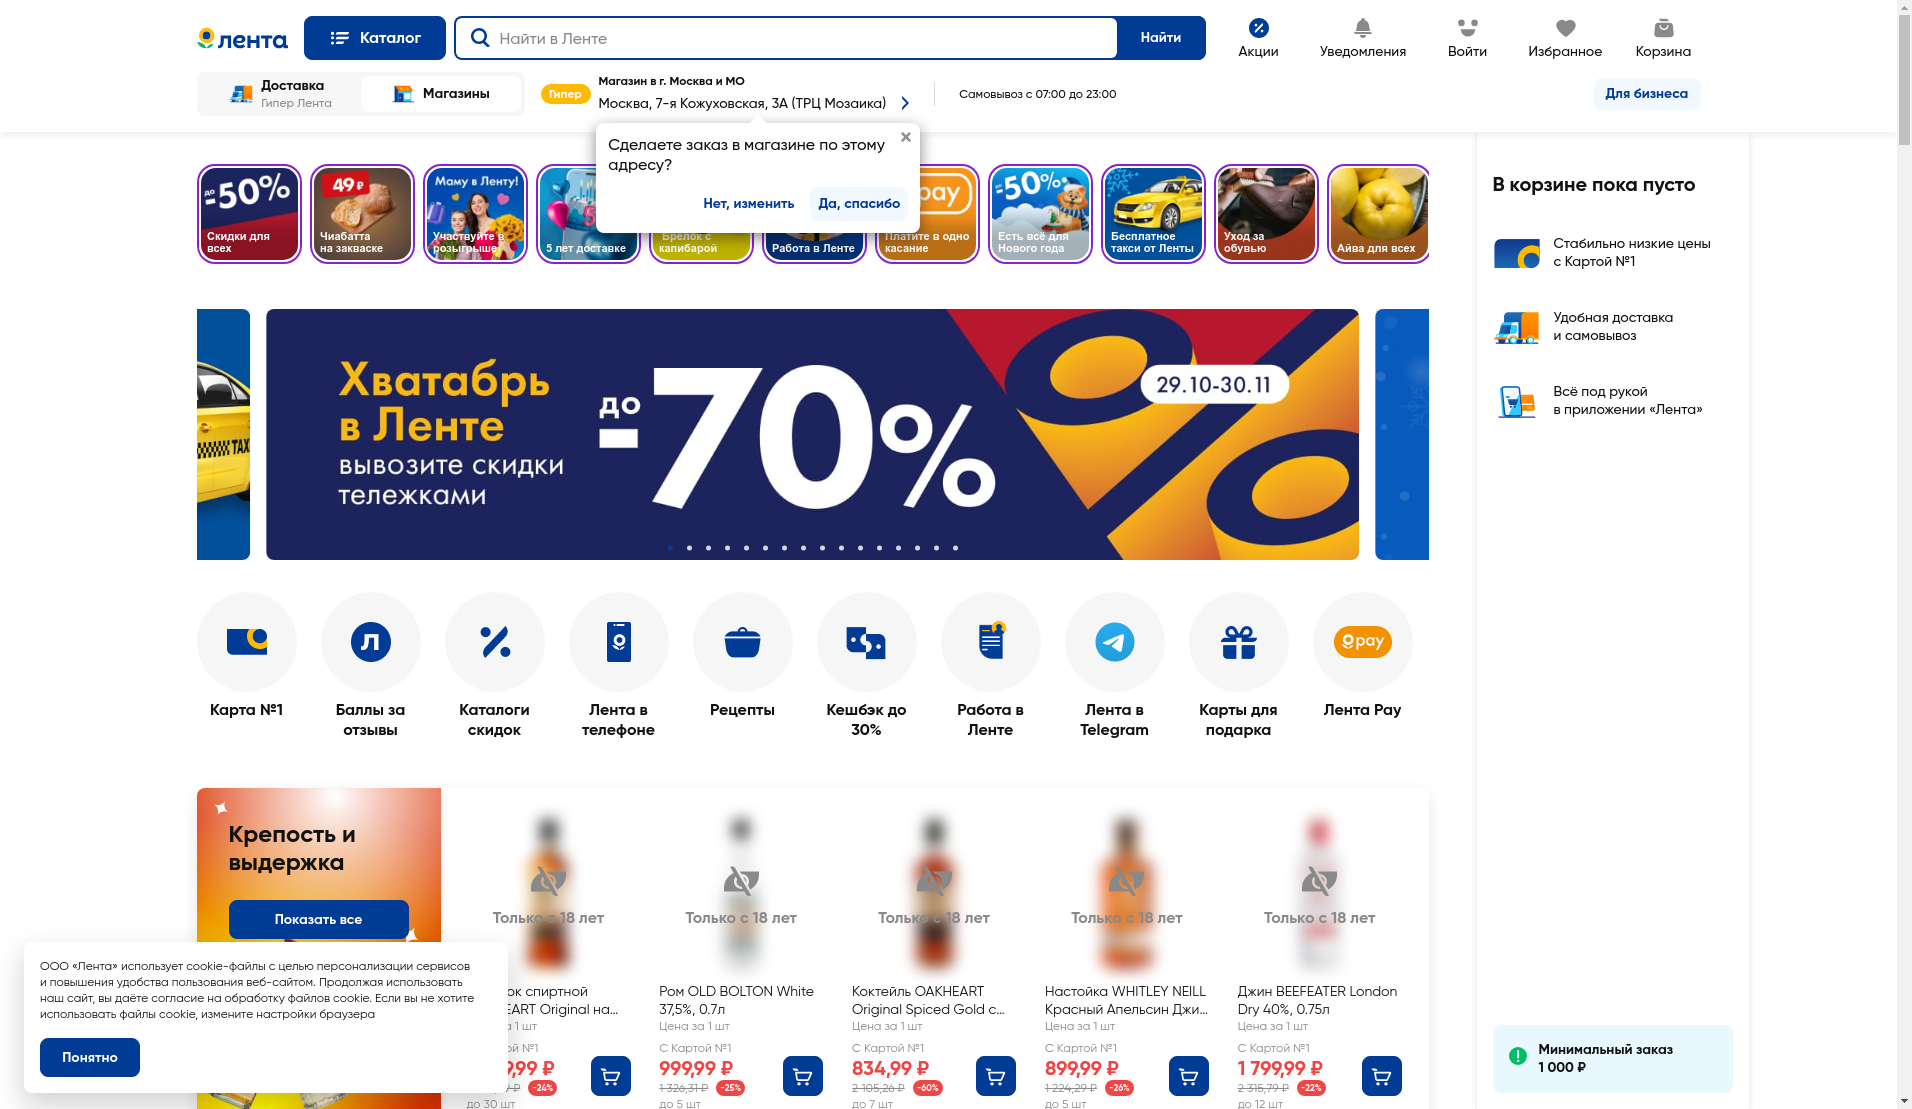 лента
Каталог
Найти в Ленте
Найти
Акции
Уведомления
Войти
Избранное
Корзина
Доставка
Гипер Лента
Магазины
Гипер
Магазин в г. Москва и МО
Москва, 7-я Кожуховская, 3А (ТРЦ Мозаика)
Самовывоз с 07:00 до 23:00
Для бизнеса
Сделаете заказ в магазине по этому
адресу?
Нет, изменить
Да, спасибо
до -50%
Скидки для
всех
49 ₽
Чиабатта
на закваске
Маму в Ленту!
Участвуйте в
розыгрыше
5 лет доставке
Брелок с
капибарой
Работа в Ленте
pay
Платите в одно
касание
до -50%
Есть всё для
Нового года
Бесплатное
такси от Ленты
Уход за
обувью
Айва для всех
В корзине пока пусто
Стабильно низкие цены
с Картой №1
Удобная доставка
и самовывоз
Всё под рукой
в приложении «Лента»
TAXI
Хватабрь
в Ленте
вывозите скидки
тележками
до
-70%
29.10-30.11
Л
pay
Карта №1
Баллы за
отзывы
Каталоги
скидок
Лента в
телефоне
Рецепты
Кешбэк до
30%
Работа в
Ленте
Лента в
Telegram
Карты для
подарка
Лента Pay
Крепость и
выдержка
Показать все
Только с 18 лет
Только с 18 лет
Только с 18 лет
Только с 18 лет
Только с 18 лет
ок спиртной
EART Original на...
а 1 шт
ой №1
9,99 ₽
₽
-24%
до 30 шт
Ром OLD BOLTON White
37,5%, 0.7л
Цена за 1 шт
С Картой №1
999,99 ₽
1 326,31 ₽
-25%
до 5 шт
Коктейль OAKHEART
Original Spiced Gold с...
Цена за 1 шт
С Картой №1
834,99 ₽
2 105,26 ₽
-60%
до 7 шт
Настойка WHITLEY NEILL
Красный Апельсин Джи...
Цена за 1 шт
С Картой №1
899,99 ₽
1 224,29 ₽
-26%
до 5 шт
Джин BEEFEATER London
Dry 40%, 0.75л
Цена за 1 шт
С Картой №1
1 799,99 ₽
2 315,79 ₽
-22%
до 12 шт
ООО «Лента» использует cookie-файлы с целью персонализации сервисов
и повышения удобства пользования веб-сайтом. Продолжая использовать
наш сайт, вы даёте согласие на обработку файлов cookie. Если вы не хотите
использовать файлы cookie, измените настройки браузера
Понятно
Минимальный заказ
1 000 ₽